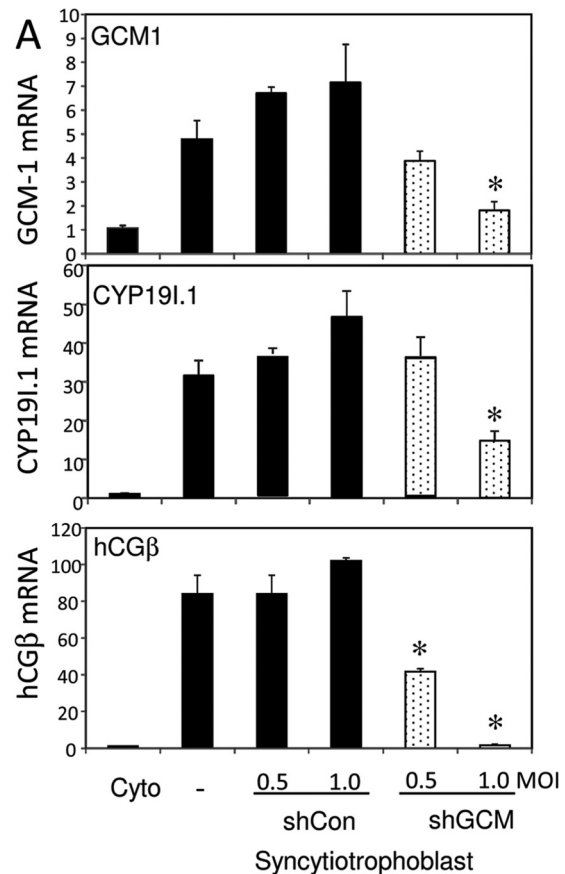 A
GCM1
GCM-1 mRNA
10
9
8
7
6
5
4
3
2
1
0
*
CYP19I.1
CYP19I.1 mRNA
60
50
40
30
20
10
0
*
hCGβ
hCGβ mRNA
120
100
80
60
40
20
0
*
*
Cyto - 0.5 1.0 0.5 1.0 MOI
shCon shGCM
Syncytiotrophoblast